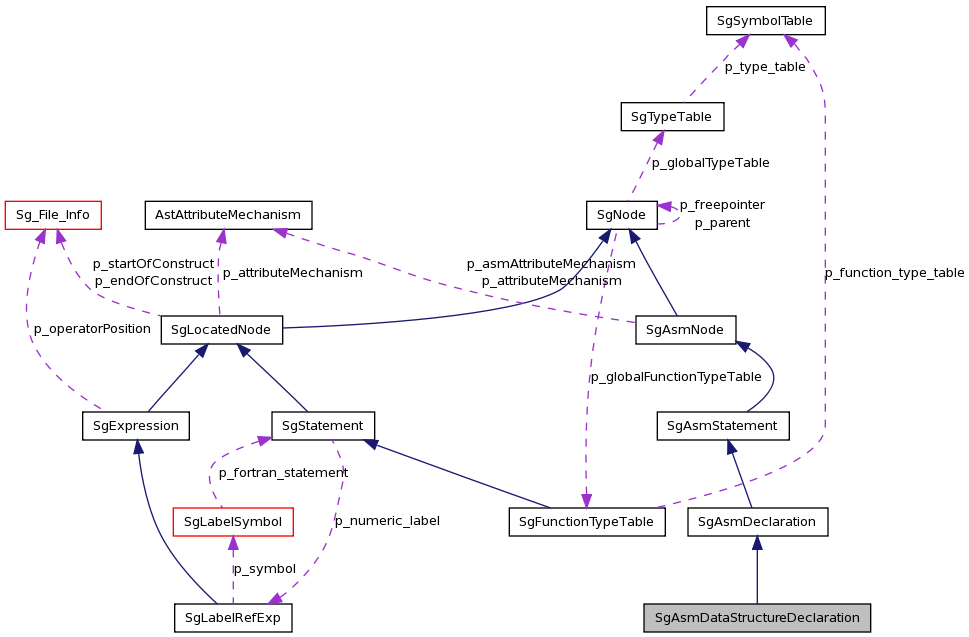 SgSymbolTable
p_type_table
SgTypeTable
p_globalTypeTable
Sg_File_Info
AstAttributeMechanism
SgNode
p_freepointer
p_parent
p_startOfConstruct
p_endOfConstruct
p_attributeMechanism
p_asmAttributeMechanism
p_attributeMechanism
p_function_type_table
p_operatorPosition
SgLocatedNode
SgAsmNode
p_globalFunctionTypeTable
SgExpression
SgStatement
SgAsmStatement
p_fortran_statement
SgLabelSymbol
p_numeric_label
SgFunctionTypeTable
SgAsmDeclaration
p_symbol
SgLabelRefExp
SgAsmDataStructureDeclaration